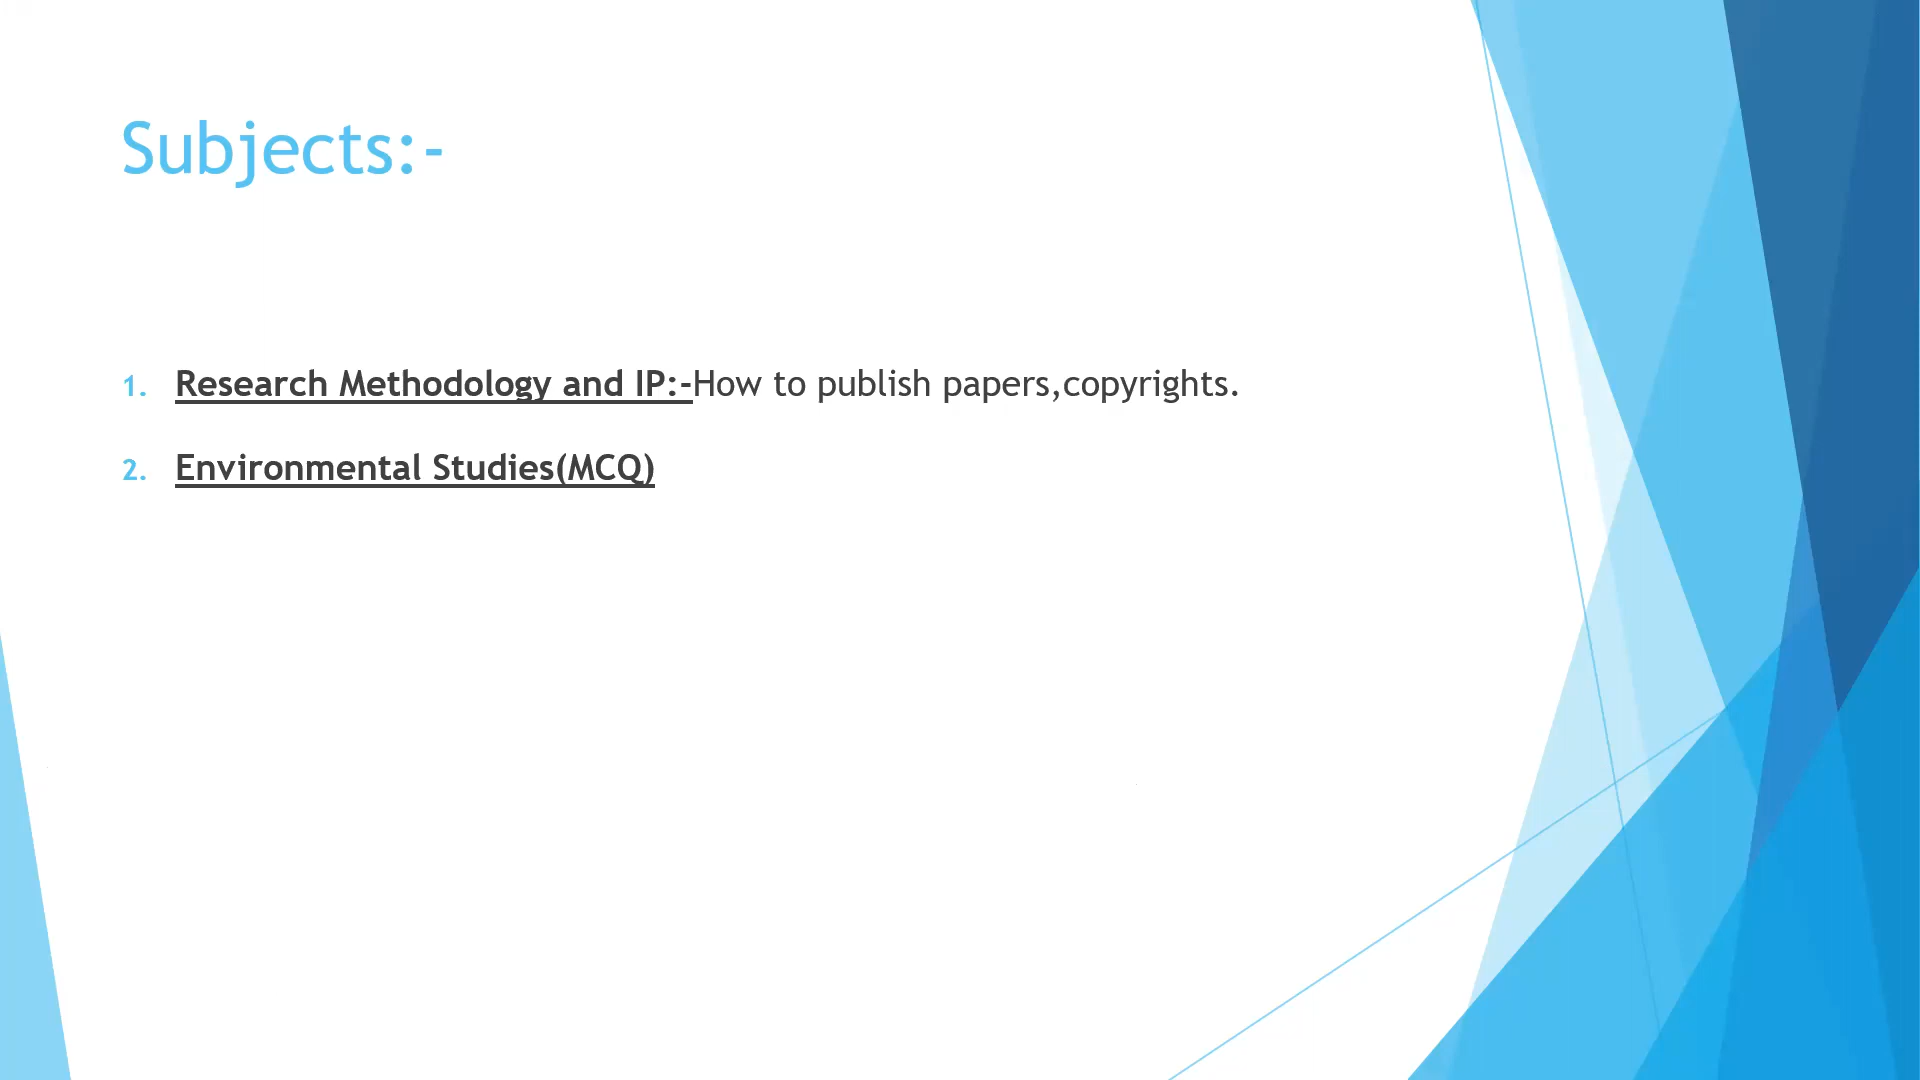 Subjects:-
1. Research Methodology and IP:-How to publish papers,copyrights.
2. Environmental Studies(MCQ)